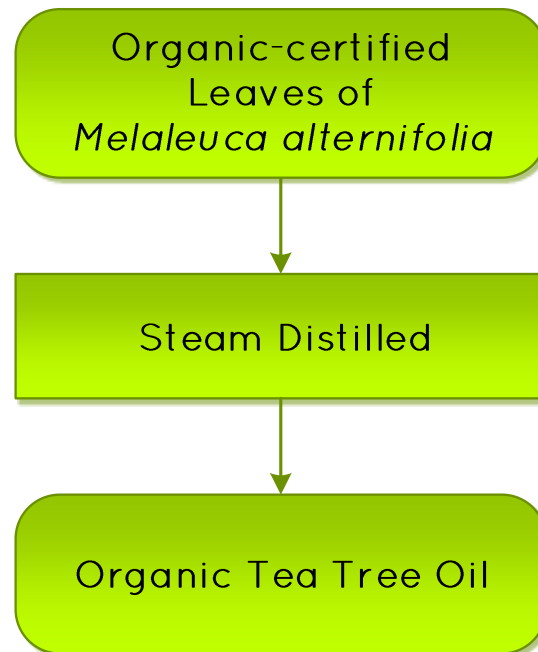 Organic-certified
Leaves of
Melaleuca alternifolia
Steam Distilled
Organic Tea Tree Oil